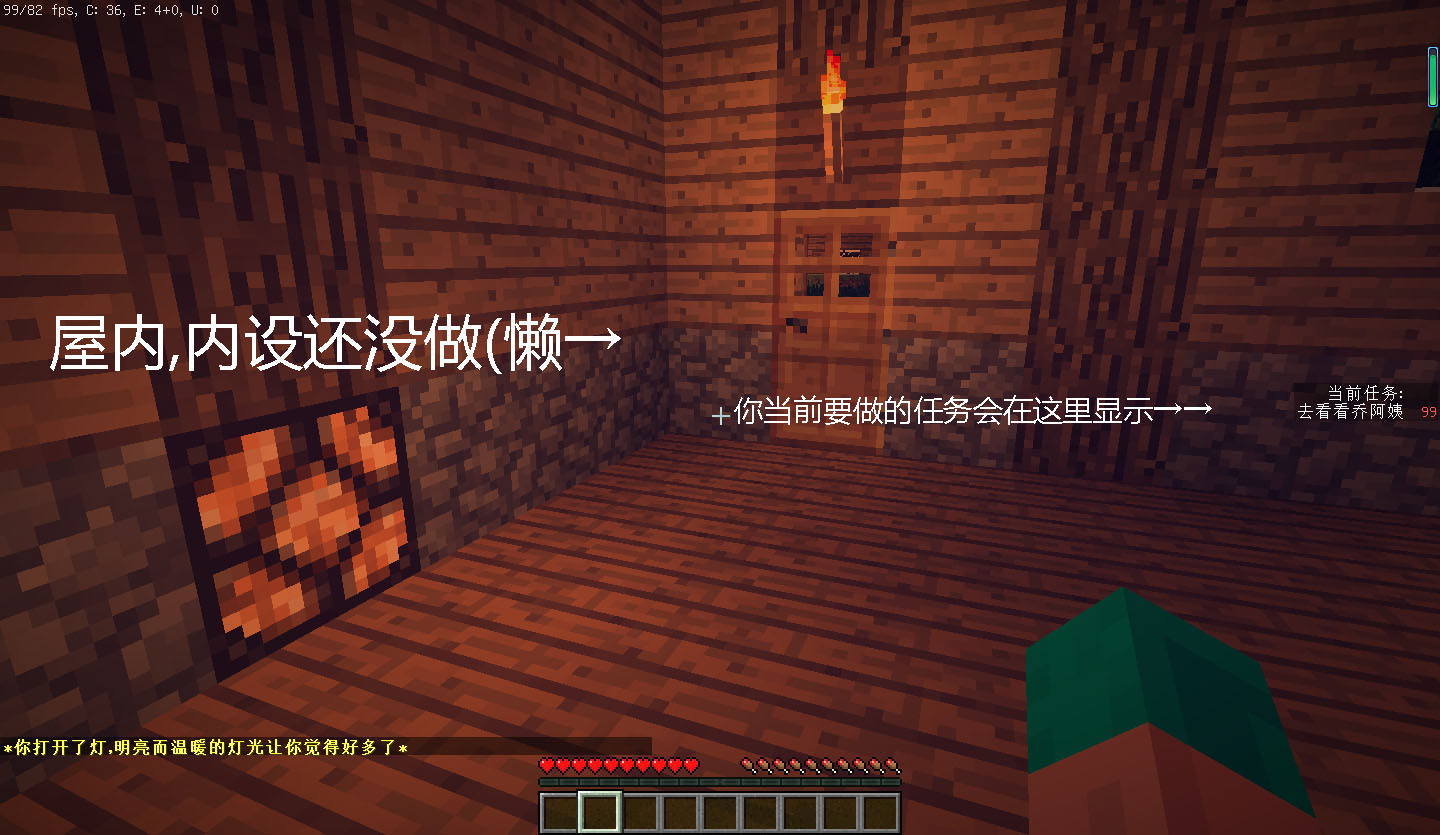 99/82 fps, C: 36, E: 4+0, U: 0
屋内,内设还没做(懒→
+你当前要做的任务会在这里显示→→
当前任务:
去看看乔阿姨 99
*你打开了灯,明亮而温暖的灯光让你觉得好多了*